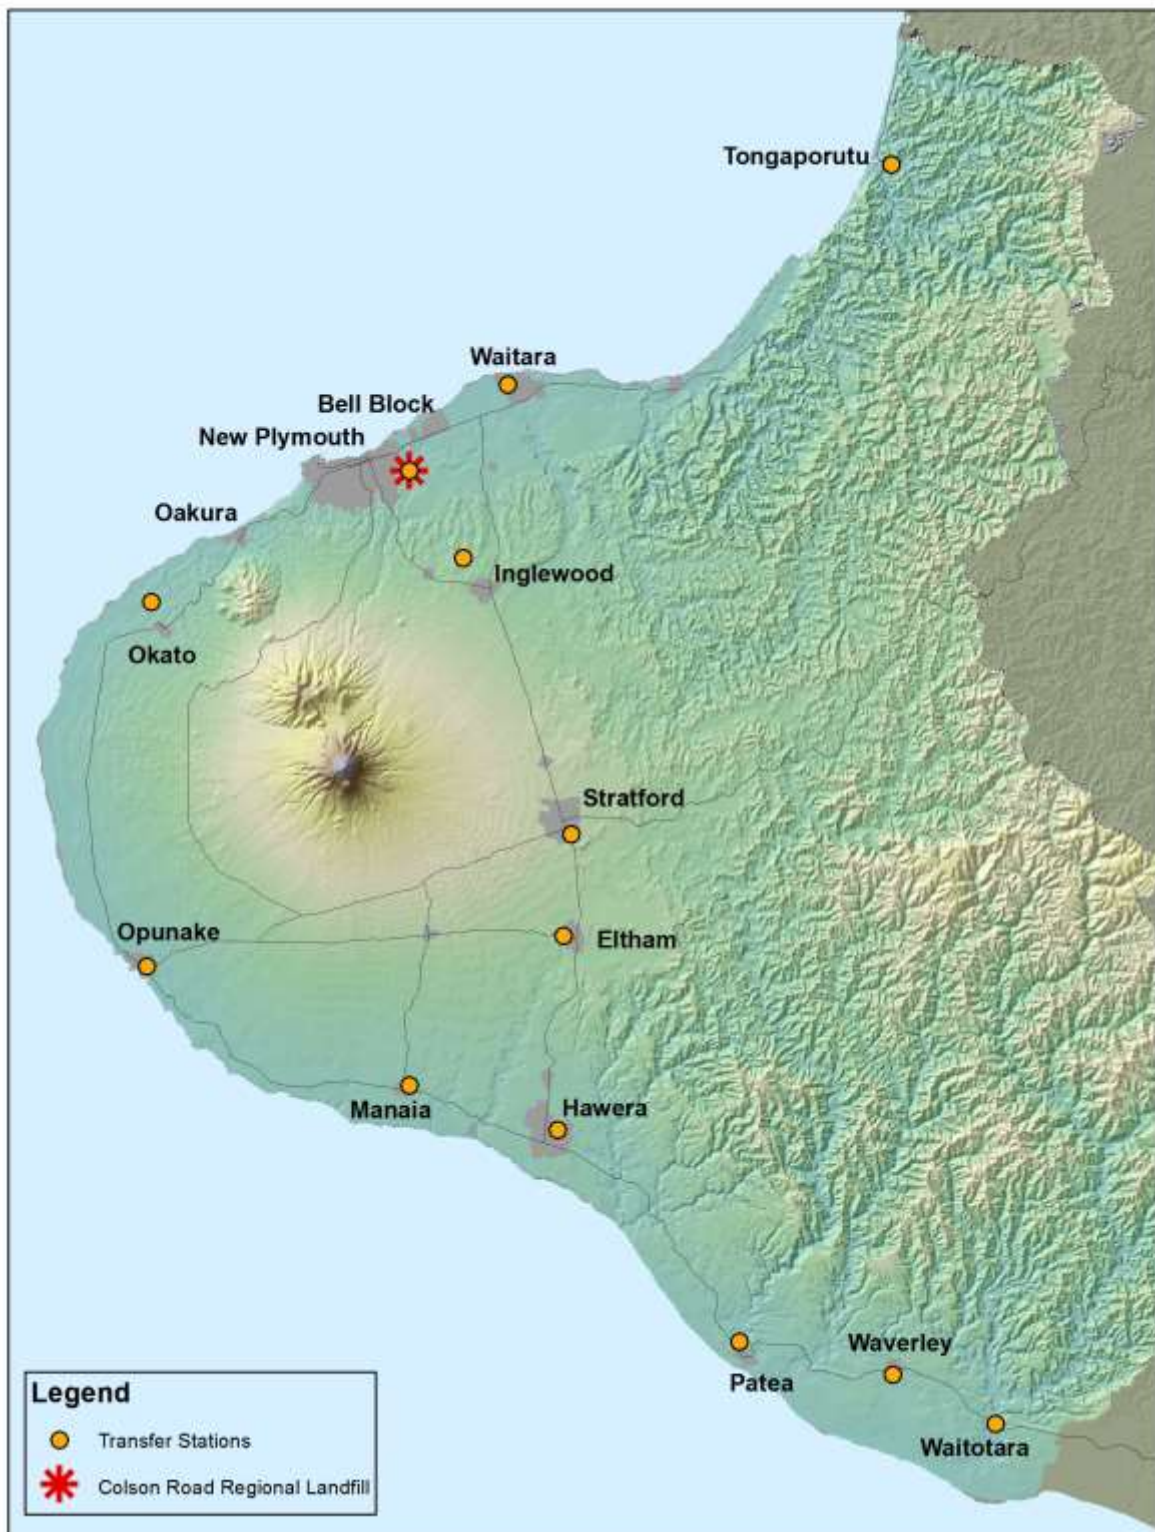 Tongaporutu
Waitara
Bell Block
New Plymouth
Oakura
Inglewood
Okato
Stratford
Opunake
Eltham
Manaia
Hawera
Waverley
Patea
Waitotara
Legend
Transfer Stations
Colson Road Regional Landfill